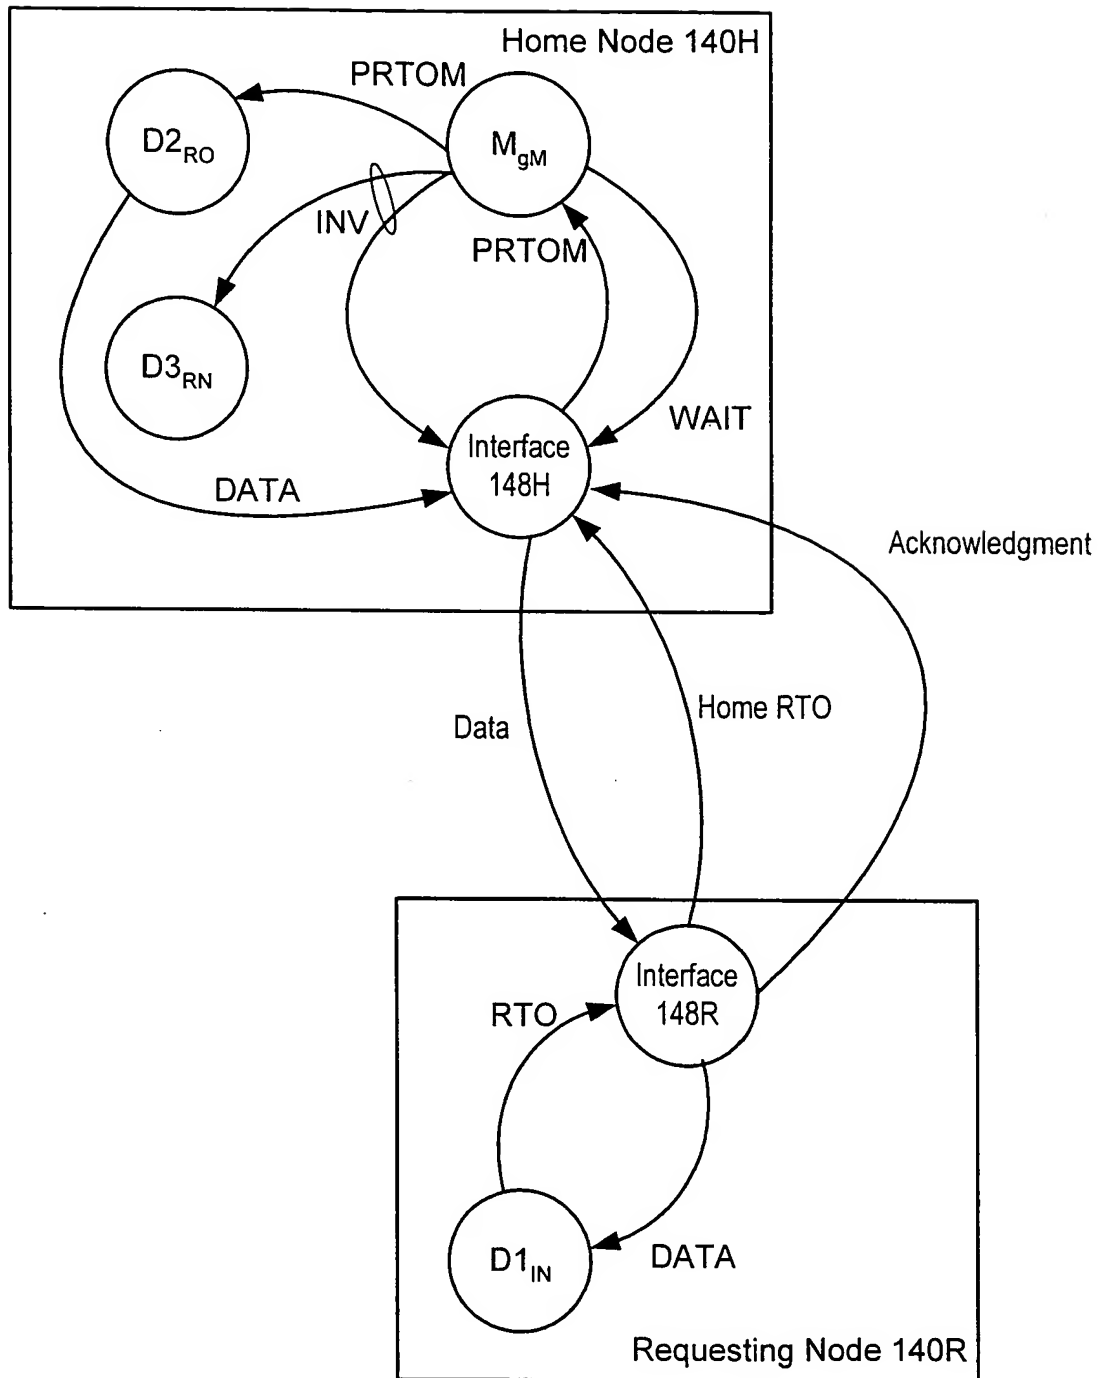 Home Node 140H
PRTOM
D2RO
MgM
INV
PRTOM
D3RN
WAIT
Interface
148H
DATA
Acknowledgment
Data
Home RTO
Interface
148R
RTO
D1IN
DATA
Requesting Node 140R